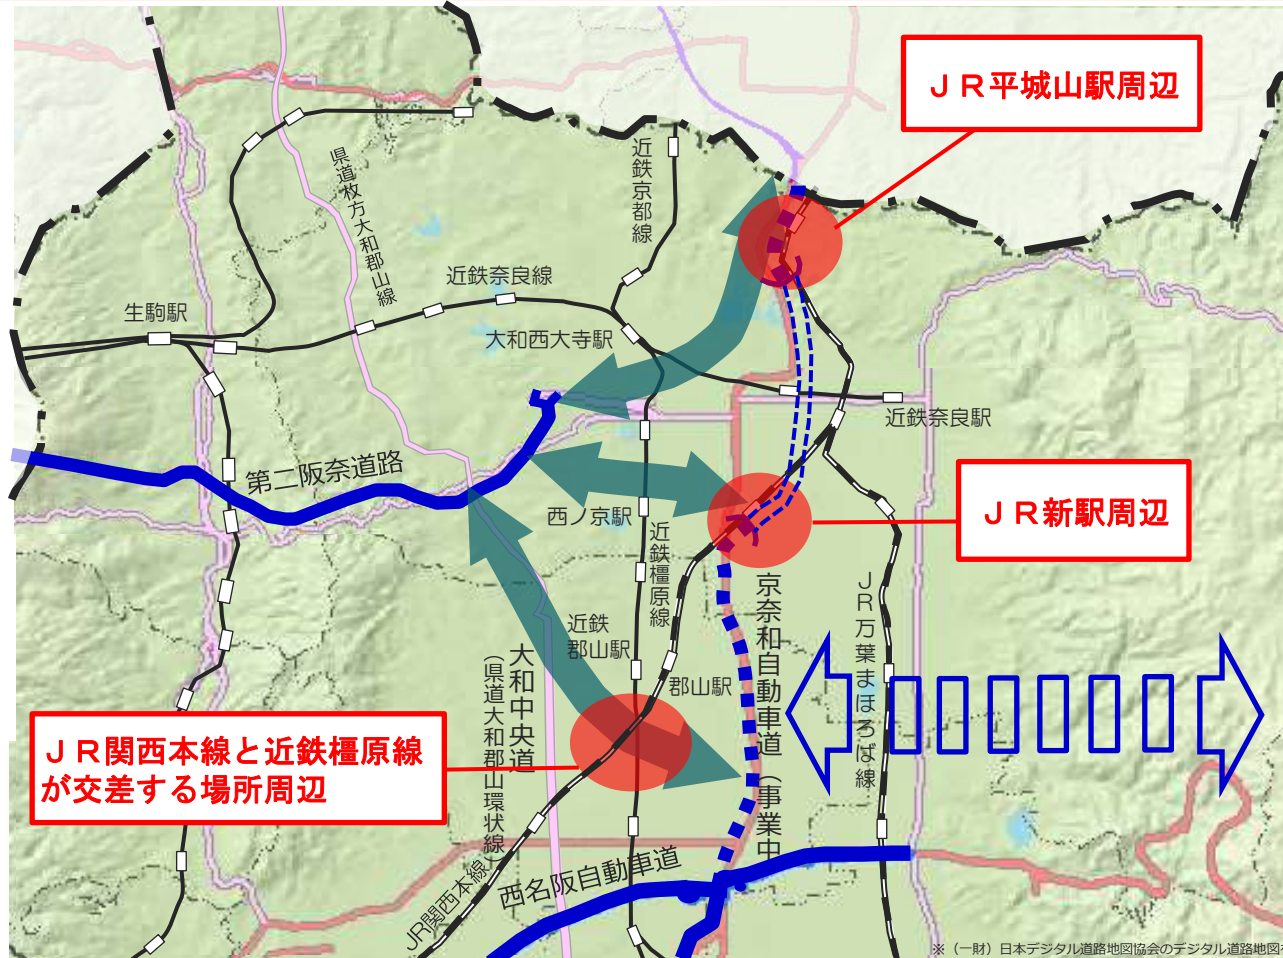 ＪＲ平城山駅周辺
近鉄京都線
県道枚方大和郡山線
近鉄奈良線
生駒駅
大和西大寺駅
近鉄奈良駅
第二阪奈道路
ＪＲ新駅周辺
西ノ京駅
近鉄橿原線
京奈和自動車道（事業中
ＪＲ万葉まほろば線
近鉄
郡山駅
郡山駅
大和中央道
（県道大和郡山環状線）
ＪＲ関西本線と近鉄橿原線
が交差する場所周辺
西名阪自動車道
JR関西本線
※（一財）日本デジタル道路地図協会のデジタル道路地図